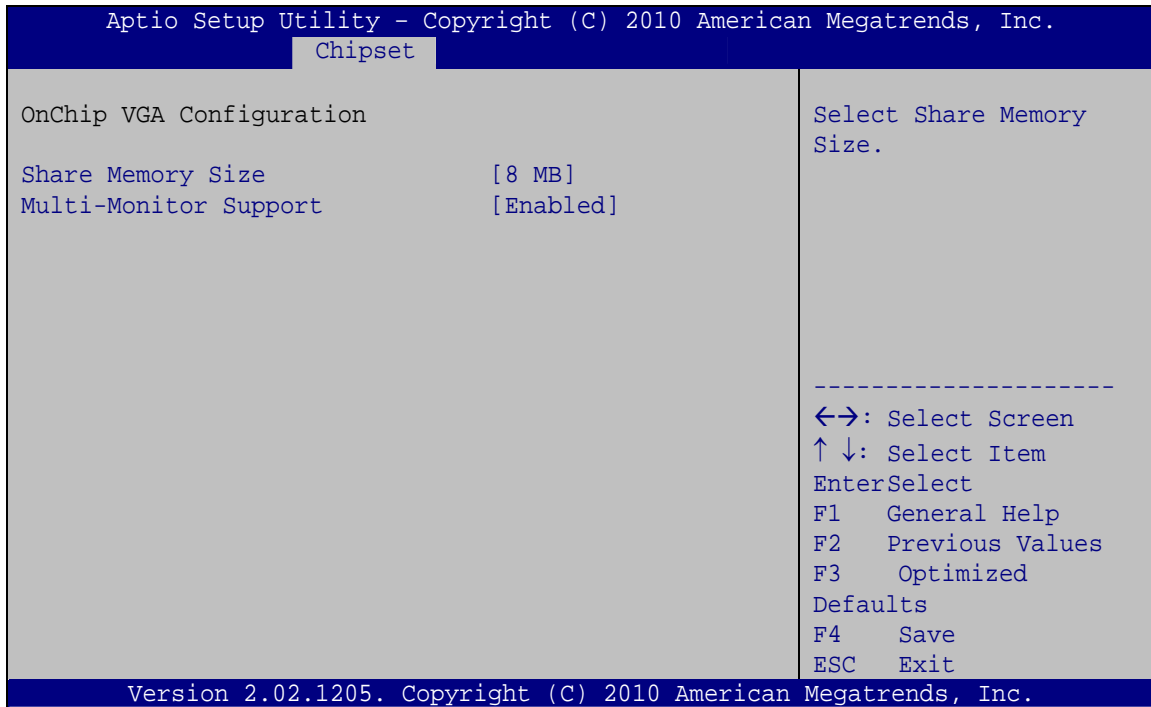 Aptio Setup Utility – Copyright (C) 2010 American Megatrends, Inc.
Chipset
OnChip VGA Configuration
Share Memory Size [8 MB]
Multi-Monitor Support [Enabled]
Select Share Memory
Size.
---------------------
←→: Select Screen
↑ ↓: Select Item
EnterSelect
F1 General Help
F2 Previous Values
F3 Optimized
Defaults
F4 Save
ESC Exit
Version 2.02.1205. Copyright (C) 2010 American Megatrends, Inc.